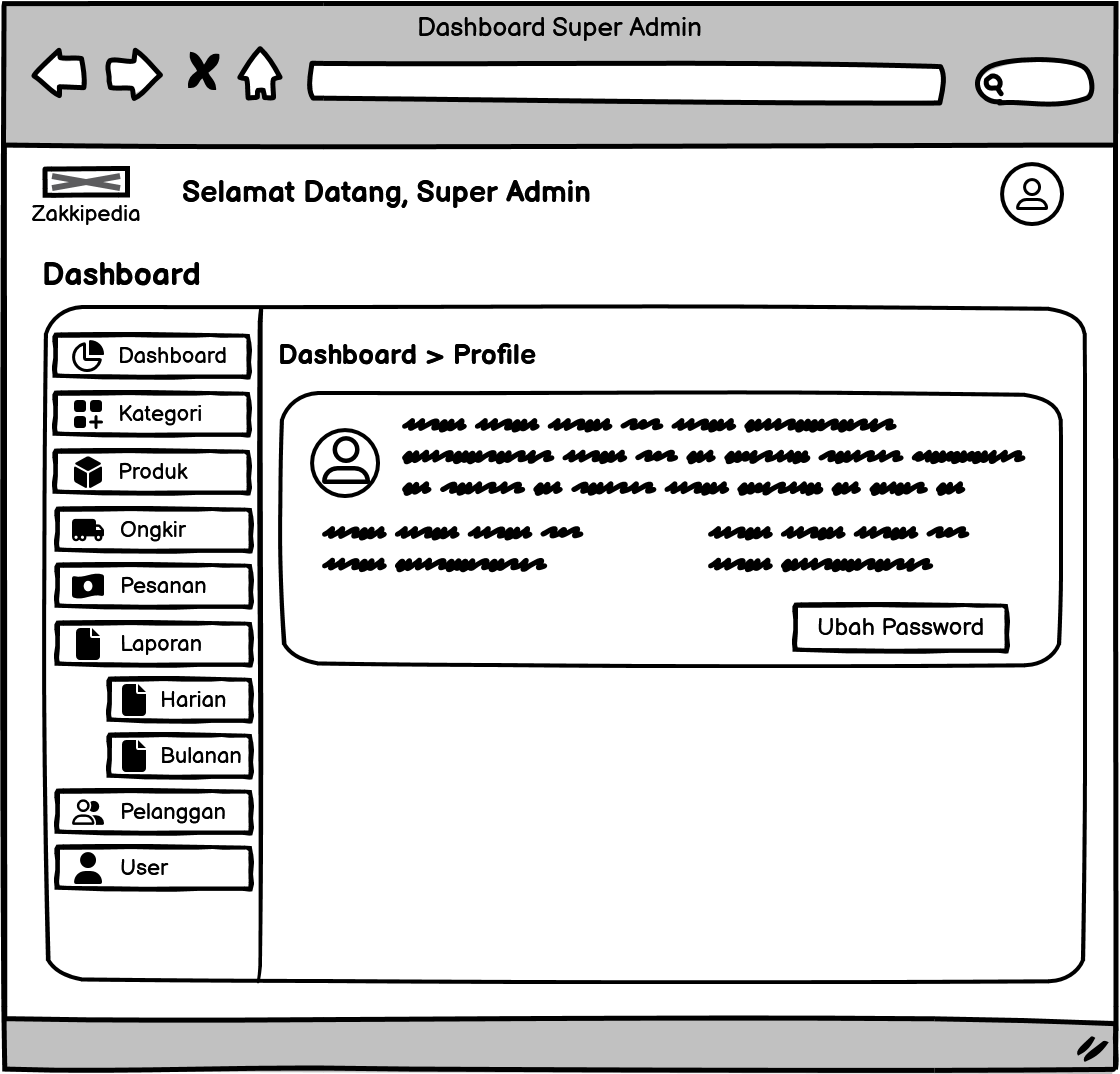 Dashboard Super Admin
Zakkipedia
Selamat Datang, Super Admin
Dashboard
Dashboard
Kategori
Produk
Ongkir
Pesanan
Laporan
Harian
Bulanan
Pelanggan
User
Dashboard > Profile
Ubah Password